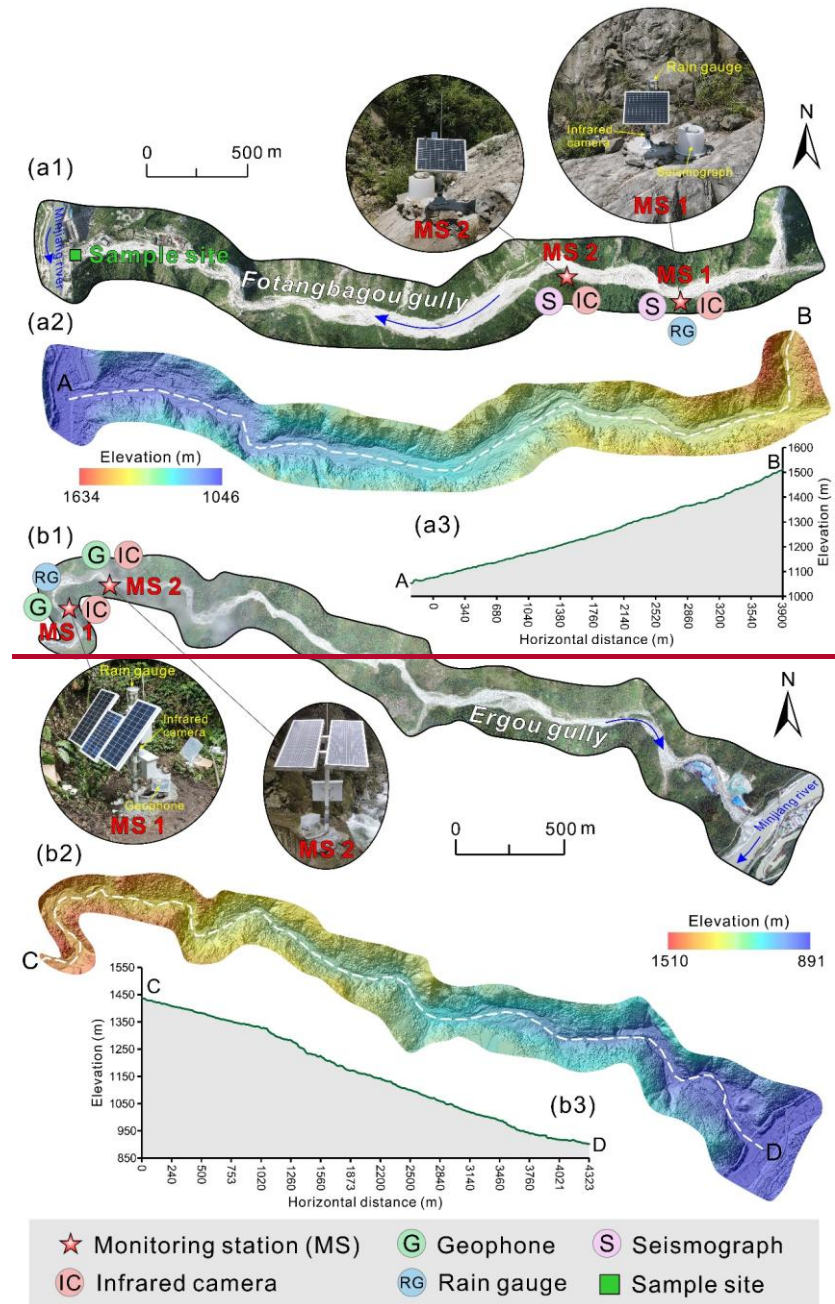 (a1)
0 500 m
Rain gauge
Infrared
camera
Seismograph
MS 1
MS 2
N
Minjiang river
Sample site
Fotangbagou gully
MS 2
S IC
MS 1
S IC
RG
(a2)
A
B
Elevation (m)
1634 1046
(a3)
A
B
1600
1500
1400
1300
1200
1100
1000
Elevation (m)
0 340 680 1040 1380 1760 2140 2520 2860 3200 3540 3900
Horizontal distance (m)
(b1)
G IC
RG
MS 2
G IC
MS 1
Rain gauge
Infrared
camera
Geophone
MS 1
MS 2
Ergou gully
N
0 500 m
Minjiang river
(b2)
C
D
Elevation (m)
1510 891
(b3)
C
D
1550
1450
1350
1250
1150
1050
950
850
Elevation (m)
0 240 500 753 1020 1260 1560 1873 2200 2500 2840 3140 3460 3760 4021 4323
Horizontal distance (m)
Monitoring station (MS)
G Geophone
S Seismograph
IC Infrared camera
RG Rain gauge
Sample site